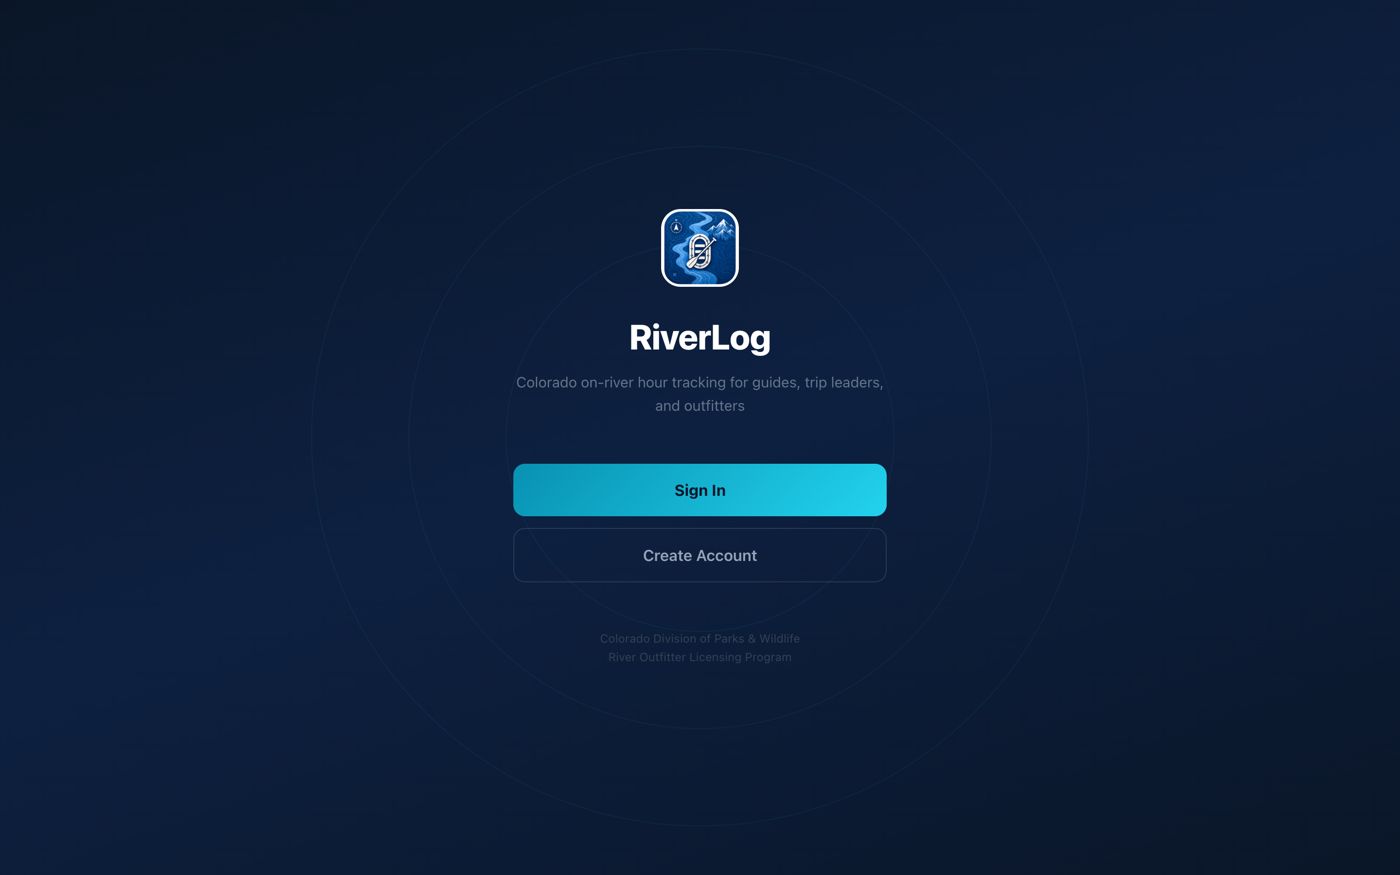 RiverLog
Colorado on-river hour tracking for guides, trip leaders,
and outfitters
Sign In
Create Account
Colorado Division of Parks & Wildlife
River Outfitter Licensing Program